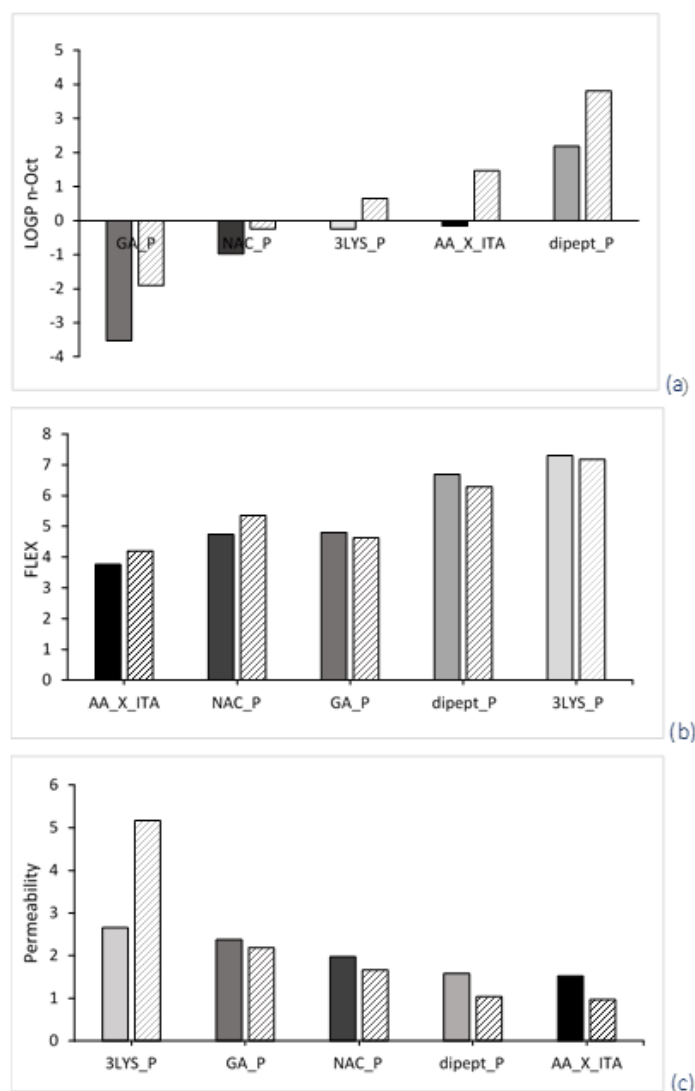 5
4
3
2
1
0
-1
-2
-3
-4
LOGP n-Oct
GA_P NAC_P 3LYS_P AA_X_ITA dipept_P
(a)
8
7
6
5
4
3
2
1
0
FLEX
AA_X_ITA NAC_P GA_P dipept_P 3LYS_P
(b)
6
5
4
3
2
1
0
Permeability
3LYS_P GA_P NAC_P dipept_P AA_X_ITA
(c)